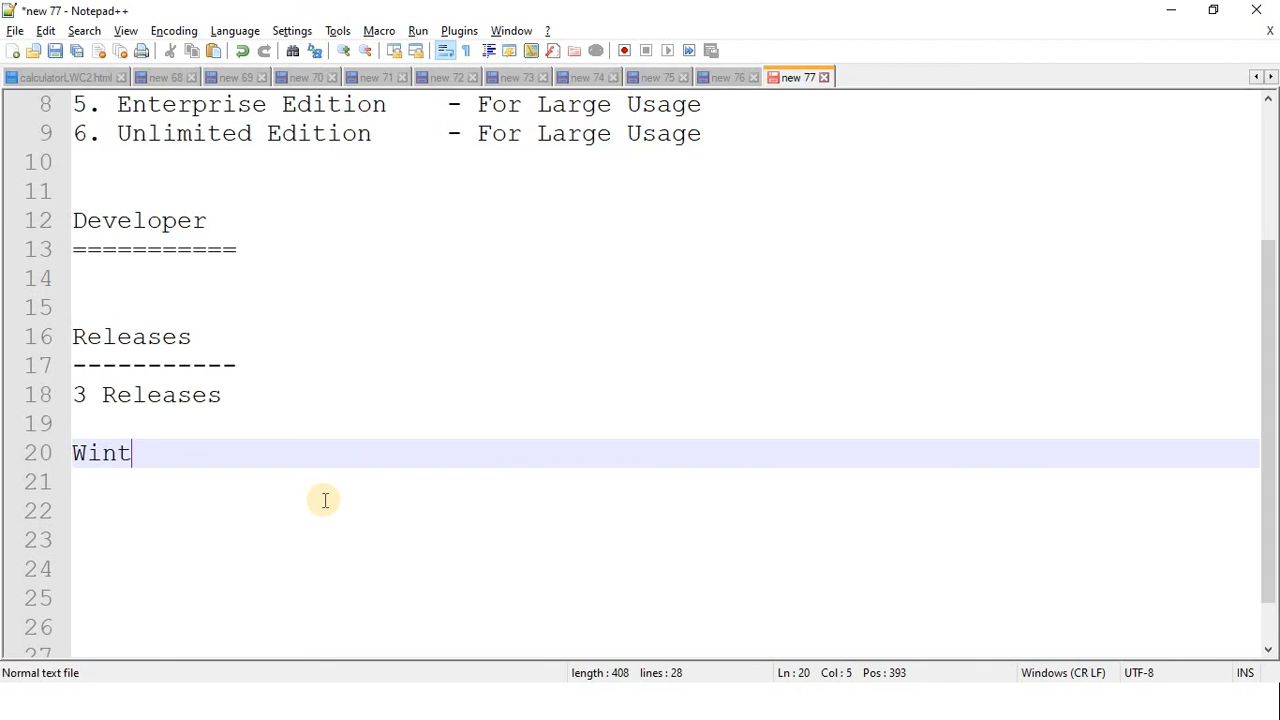 *new 77 - Notepad++
File Edit Search View Encoding Language Settings Tools Macro Run Plugins Window ?
X
calculatorLWC2.html new 68 new 69 new 70 new 71 new 72 new 73 new 74 new 75 new 76 new 77
8 5. Enterprise Edition - For Large Usage
9 6. Unlimited Edition - For Large Usage
10
11
12 Developer
13 ===========
14
15
16 Releases
17 -----------
18 3 Releases
19
20 Wint
21
22
23
24
25
26
27
Normal text file length : 408 lines : 28 Ln : 20 Col : 5 Pos : 393 Windows (CR LF) UTF-8 INS